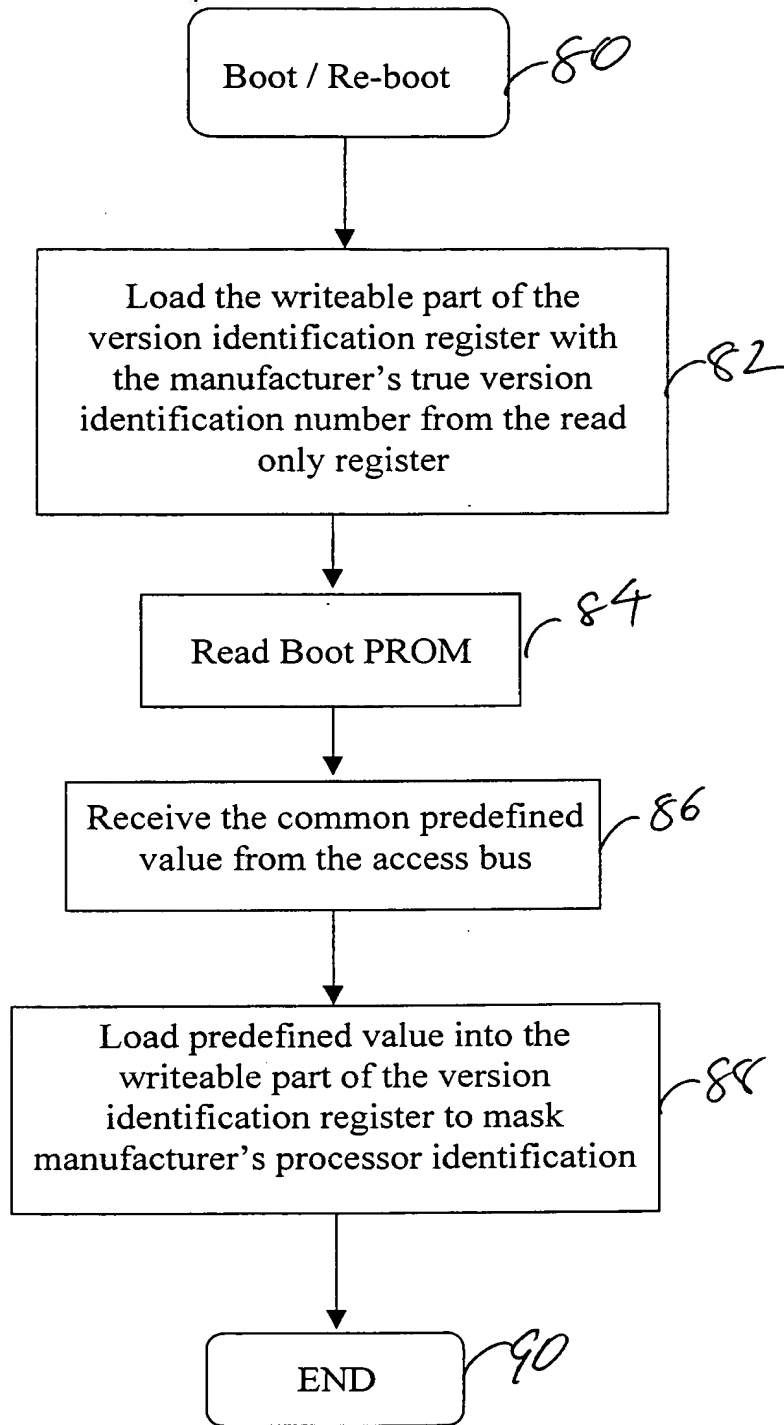 Boot / Re-boot
80
Load the writeable part of the
version identification register with
the manufacturer's true version
identification number from the read
only register
82
Read Boot PROM
84
Receive the common predefined
value from the access bus
86
Load predefined value into the
writeable part of the version
identification register to mask
manufacturer's processor identification
88
END
90